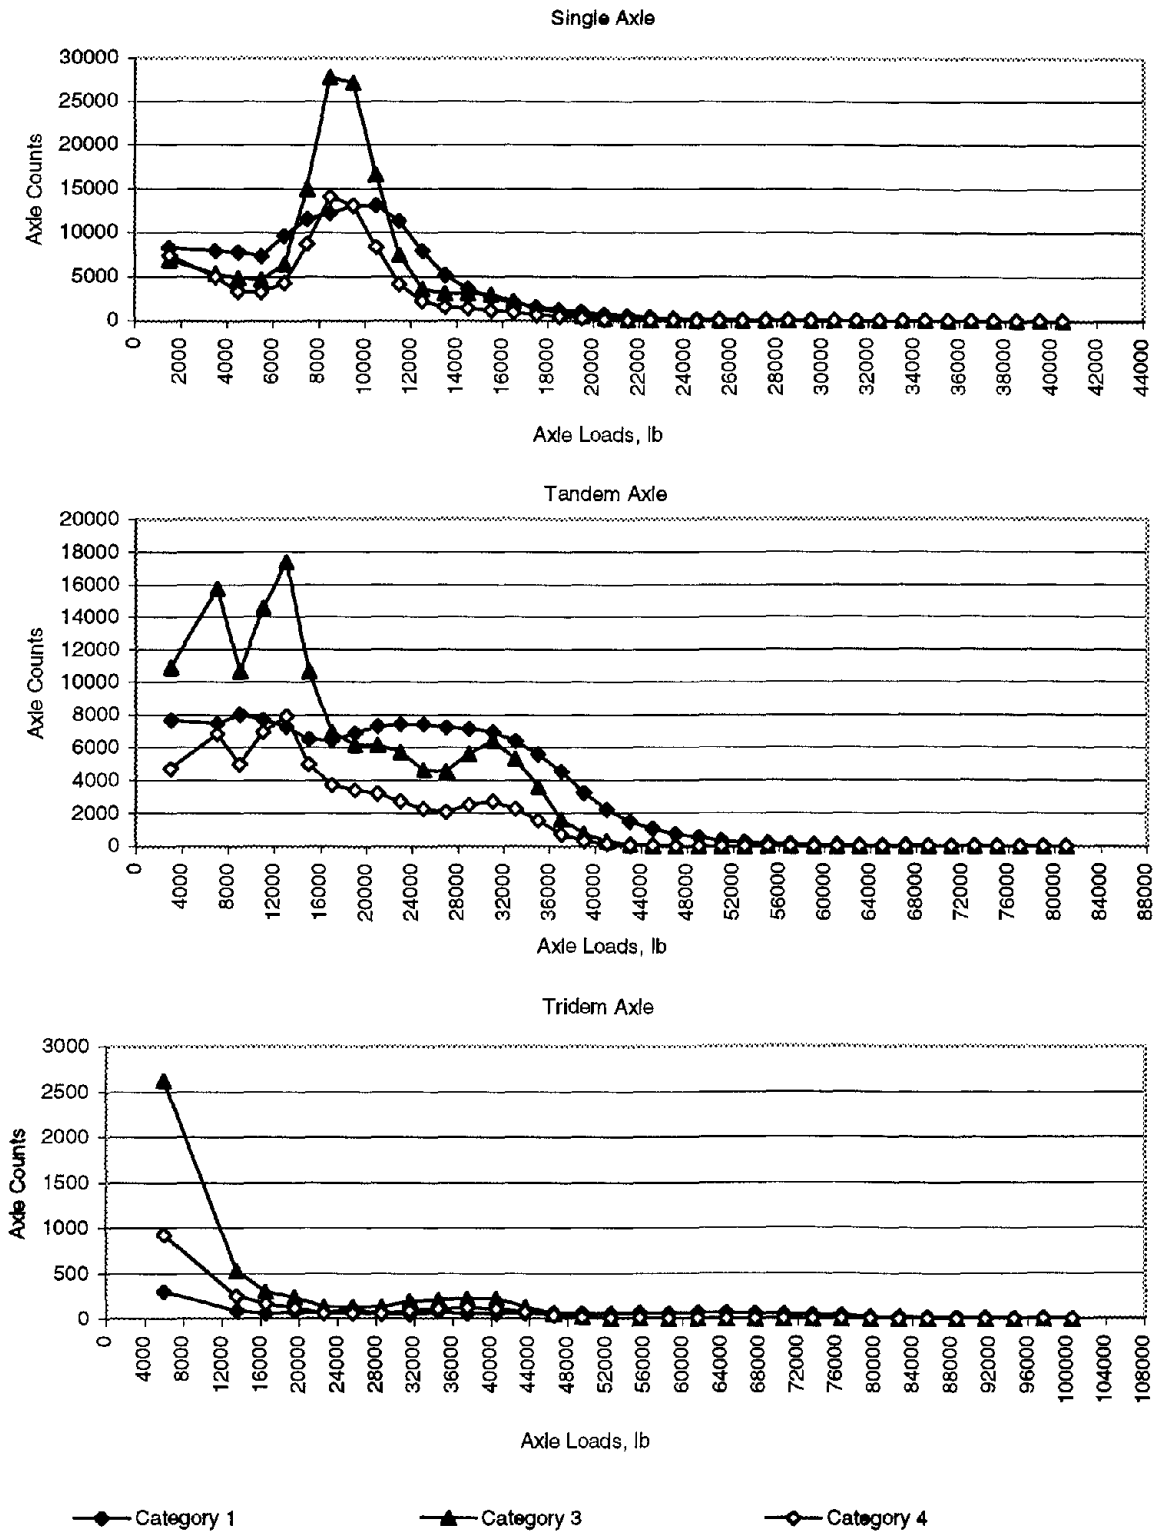 Single Axle
30000
25000
20000
15000
10000
5000
0
Axle Counts
0 2000 4000 6000 8000 10000 12000 14000 16000 18000 20000 22000 24000 26000 28000 30000 32000 34000 36000 38000 40000 42000 44000
Axle Loads, lb
Tandem Axle
20000
18000
16000
14000
12000
10000
8000
6000
4000
2000
0
Axle Counts
0 4000 8000 12000 16000 20000 24000 28000 32000 36000 40000 44000 48000 52000 56000 60000 64000 68000 72000 76000 80000 84000 88000
Axle Loads, lb
Tridem Axle
3000
2500
2000
1500
1000
500
0
Axle Counts
0 4000 8000 12000 16000 20000 24000 28000 32000 36000 40000 44000 48000 52000 56000 60000 64000 68000 72000 76000 80000 84000 88000 92000 96000 100000 104000 108000
Axle Loads, lb
Category 1 Category 3 Category 4